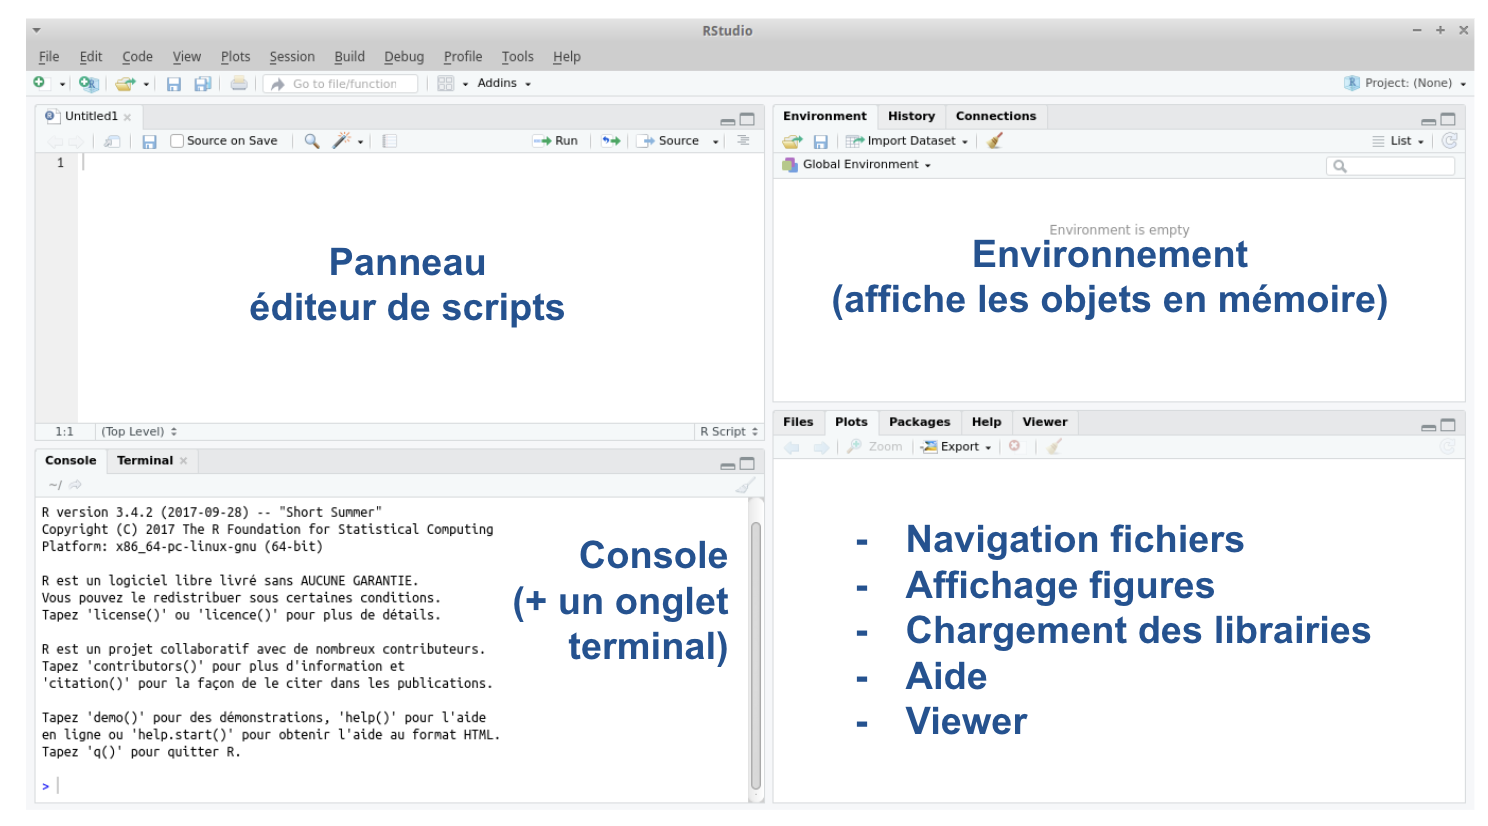 RStudio
File Edit Code View Plots Session Build Debug Profile Tools Help
Go to file/function Addins Project: (None)
Untitled1
Source on Save Run Source
1
Panneau
éditeur de scripts
1:1 (Top Level) R Script
Console Terminal
~/
R version 3.4.2 (2017-09-28) -- "Short Summer"
Copyright (C) 2017 The R Foundation for Statistical Computing
Platform: x86_64-pc-linux-gnu (64-bit)
R est un logiciel libre livré sans AUCUNE GARANTIE.
Vous pouvez le redistribuer sous certaines conditions.
Tapez 'license()' ou 'licence()' pour plus de détails.
R est un projet collaboratif avec de nombreux contributeurs.
Tapez 'contributors()' pour plus d'information et
'citation()' pour la façon de le citer dans les publications.
Tapez 'demo()' pour des démonstrations, 'help()' pour l'aide
en ligne ou 'help.start()' pour obtenir l'aide au format HTML.
Tapez 'q()' pour quitter R.
>
Console
(+ un onglet
terminal)
Environment History Connections
Import Dataset List
Global Environment
Environment is empty
Environnement
(affiche les objets en mémoire)
Files Plots Packages Help Viewer
Zoom Export
- Navigation fichiers
- Affichage figures
- Chargement des librairies
- Aide
- Viewer